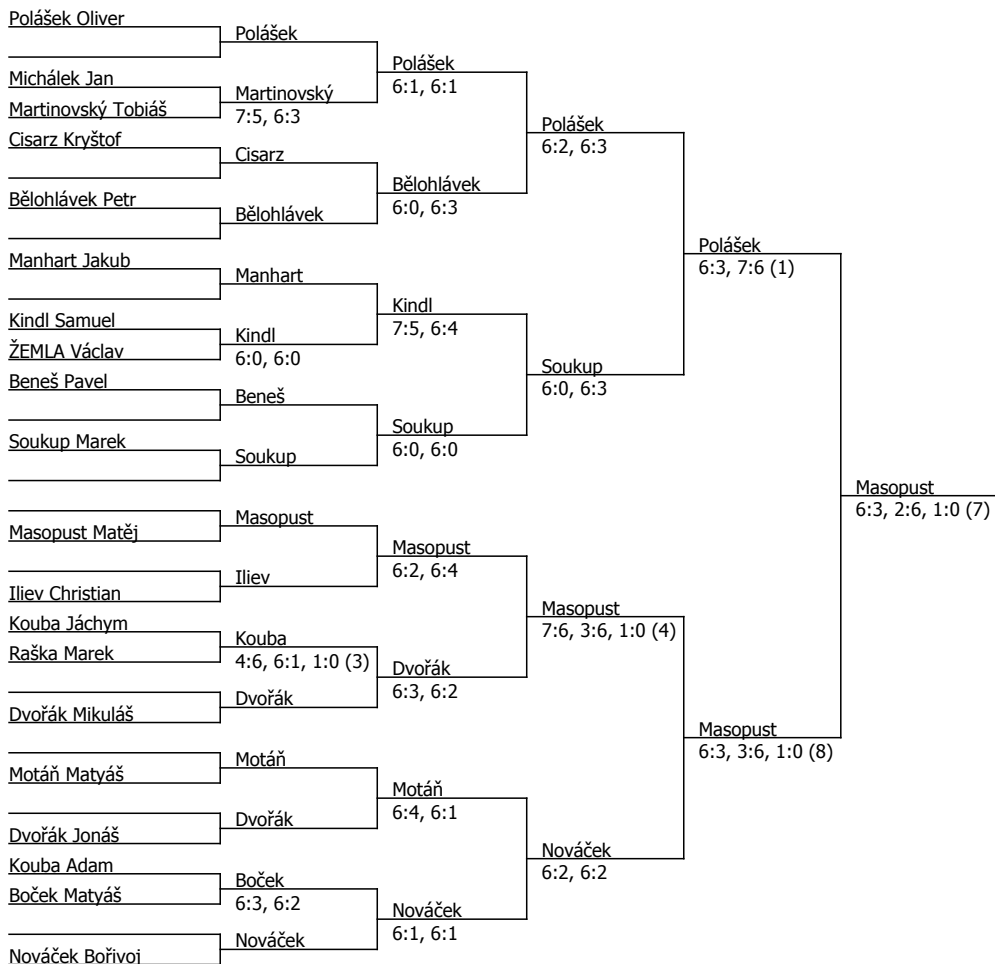 Polášek Oliver
Michálek Jan
Martinovský Tobiáš
Cisarz Kryštof
Bělohlávek Petr
Manhart Jakub
Kindl Samuel
ŽEMLA Václav
Beneš Pavel
Soukup Marek
Masopust Matěj
Iliev Christian
Kouba Jáchym
Raška Marek
Dvořák Mikuláš
Motáň Matyáš
Dvořák Jonáš
Kouba Adam
Boček Matyáš
Nováček Bořivoj
Polášek
Martinovský
7:5, 6:3
Cisarz
Bělohlávek
Manhart
Kindl
6:0, 6:0
Beneš
Soukup
Masopust
Iliev
Kouba
4:6, 6:1, 1:0 (3)
Dvořák
Motáň
Dvořák
Boček
6:3, 6:2
Nováček
Polášek
6:1, 6:1
Bělohlávek
6:0, 6:3
Kindl
7:5, 6:4
Soukup
6:0, 6:0
Masopust
6:2, 6:4
Dvořák
6:3, 6:2
Motáň
6:4, 6:1
Nováček
6:1, 6:1
Polášek
6:2, 6:3
Soukup
6:0, 6:3
Masopust
7:6, 3:6, 1:0 (4)
Nováček
6:2, 6:2
Polášek
6:3, 7:6 (1)
Masopust
6:3, 3:6, 1:0 (8)
Masopust
6:3, 2:6, 1:0 (7)